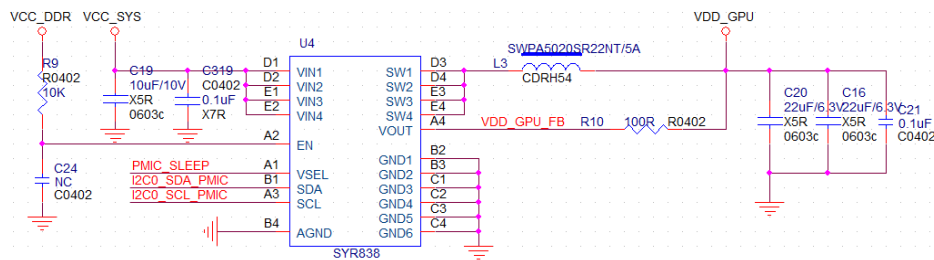 VCC_DDR
VCC_SYS
VDD_GPU
R9
R0402
10K
C19
10uF/10V
X5R
0603c
C319
C0402
0.1uF
X7R
U4
D1
D2
E1
E2
A2
A1
B1
A3
B4
VIN1
VIN2
VIN3
VIN4
EN
VSEL
SDA
SCL
AGND
SW1
SW2
SW3
SW4
VOUT
GND1
GND2
GND3
GND4
GND5
GND6
D3
D4
E3
E4
A4
B2
B3
C1
C2
C3
C4
SYR838
SWPA5020SR22NT/5A
L3
CDRH54
VDD_GPU_FB
R10
100R
R0402
C24
NC
C0402
PMIC_SLEEP
I2C0_SDA_PMIC
I2C0_SCL_PMIC
C20
22uF/6.3V
X5R
0603c
C16
22uF/6.3V
X5R
0603c
C21
0.1uF
C0402